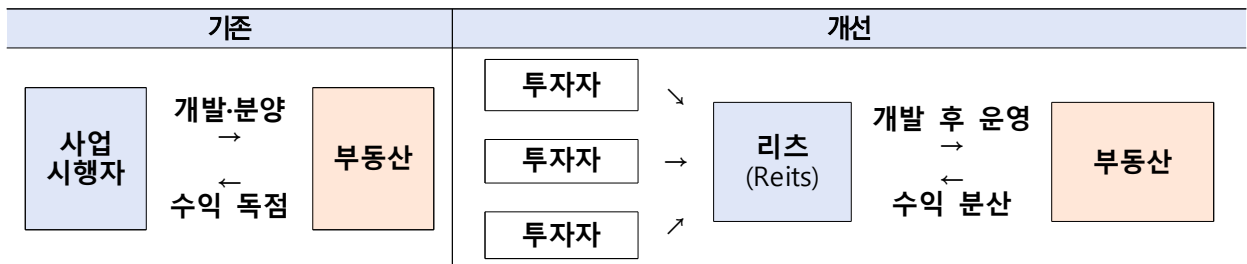 기존
개선
사업
시행자
개발·분양
→
←
수익 독점
부동산
투자자
↘
투자자
→
투자자
↗
리츠
(Reits)
개발 후 운영
→
←
수익 분산
부동산